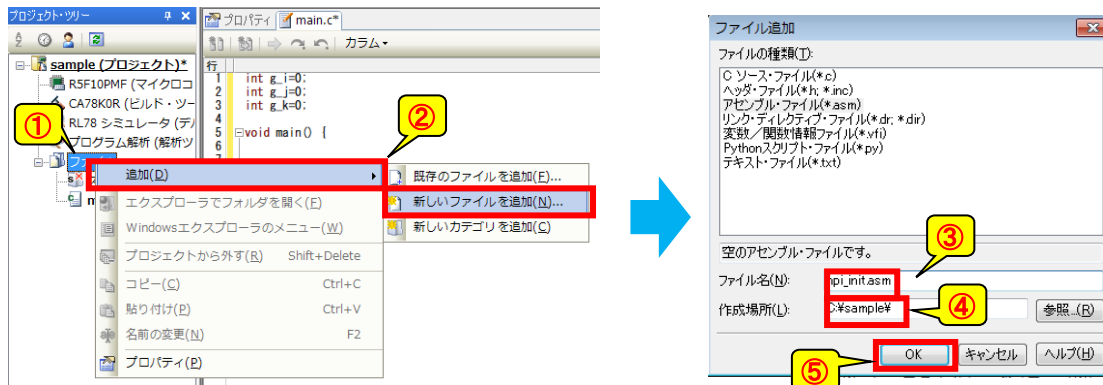 プロジェクト・ツリー
プロパティ main.c*
カラム
sample (プロジェクト)*
R5F10PMF (マイクロコ
CA78K0R (ビルド・ツー
RL78 シミュレータ (デ
プログラム解析 (解析ツ
行
1 int g_i=0;
2 int g_j=0;
3 int g_k=0;
4
5 void main() {
6
①
②
追加(D)
エクスプローラでフォルダを開く(E)
Windowsエクスプローラのメニュー(W)
プロジェクトから外す(R) Shift+Delete
コピー(C) Ctrl+C
貼り付け(P) Ctrl+V
名前の変更(N) F2
プロパティ(P)
既存のファイルを追加(F)...
新しいファイルを追加(N)...
新しいカテゴリを追加(C)
ファイル追加
ファイルの種類(T):
C ソース・ファイル(*.c)
ヘッダ・ファイル(*.h; *.inc)
アセンブル・ファイル(*.asm)
リンク・ディレクティブ・ファイル(*.dr; *.dir)
変数／関数情報ファイル(*.vfi)
Pythonスクリプト・ファイル(*.py)
テキスト・ファイル(*.txt)
空のアセンブル・ファイルです。
③
ファイル名(N): hpi_init.asm
作成場所(L): C:¥sample¥
④
参照...(R)
⑤
OK キャンセル ヘルプ(H)